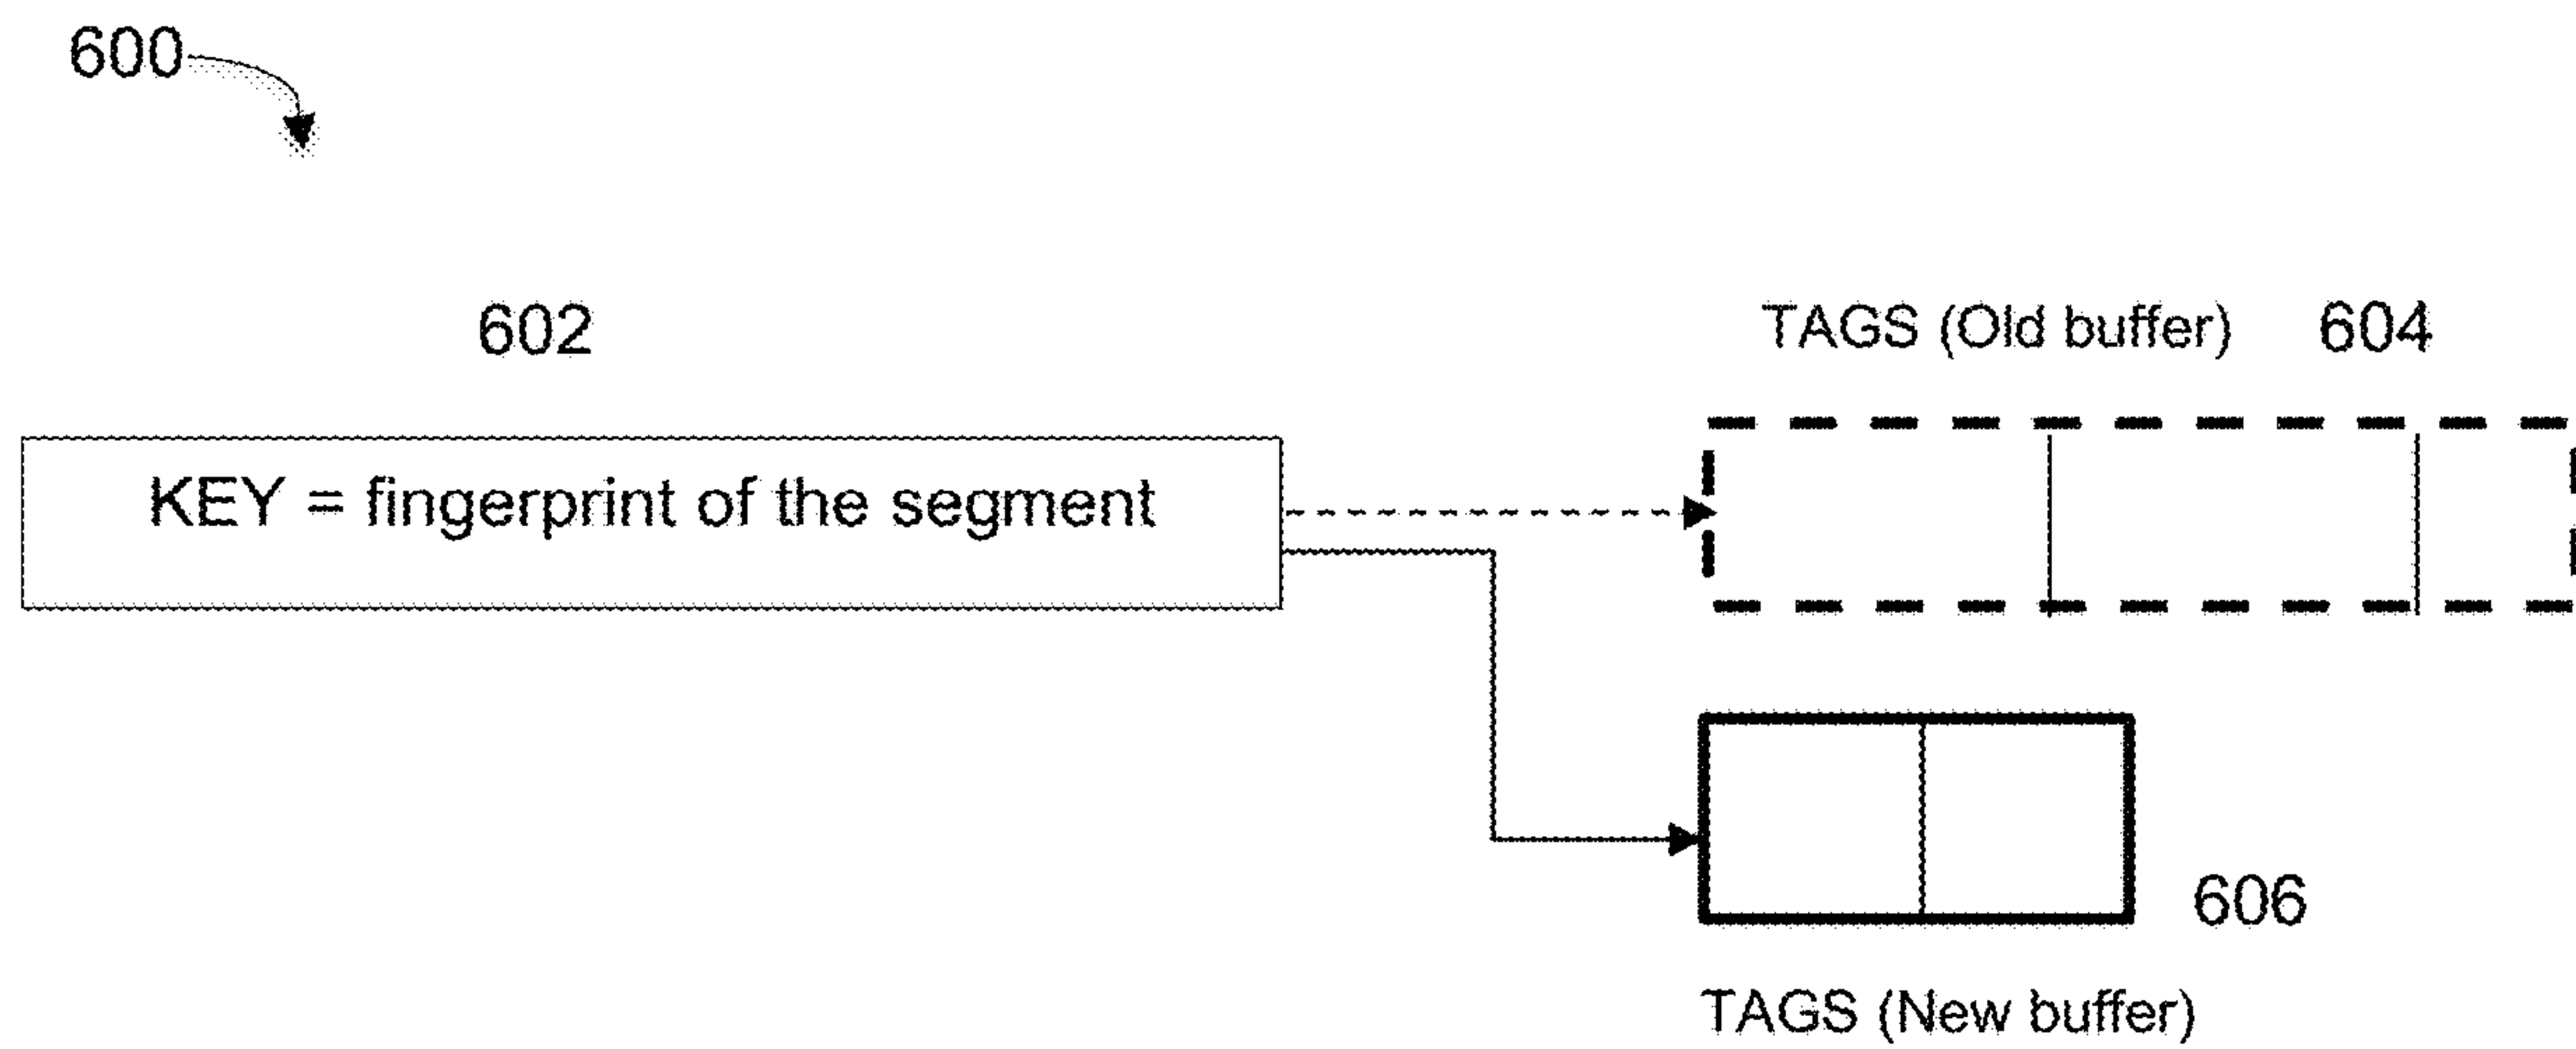 600
602
TAGS (Old buffer) 604
KEY = fingerprint of the segment
606
TAGS (New buffer)